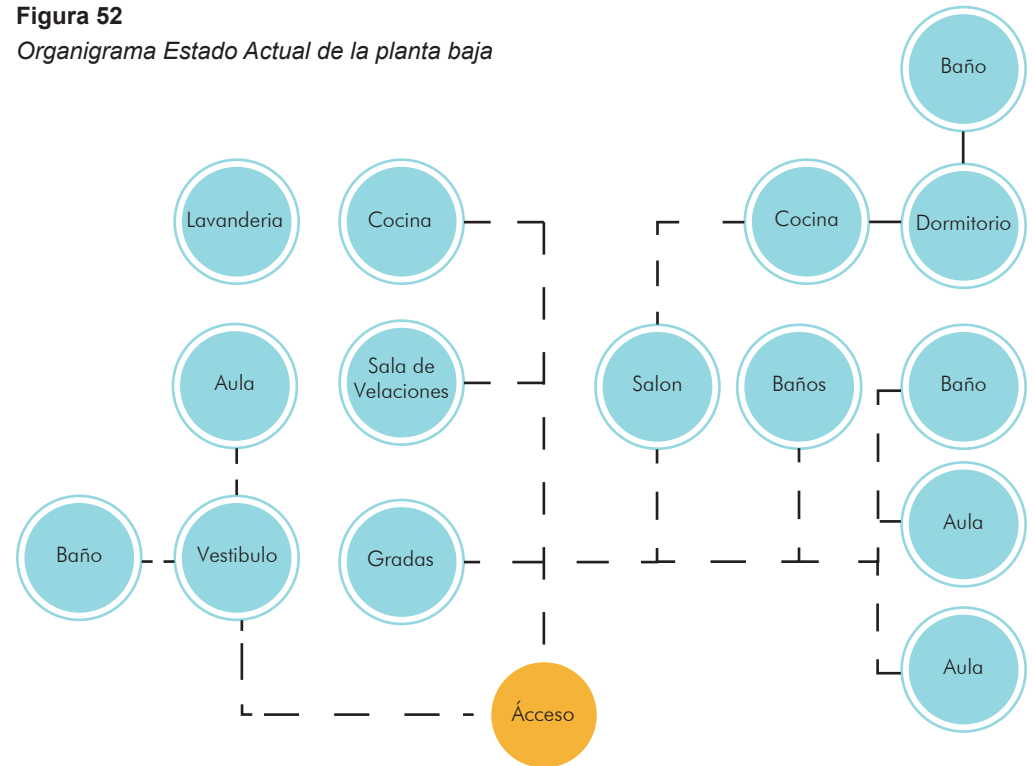 Figura 52
Organigrama Estado Actual de la planta baja
Baño
Lavanderia
Cocina
Cocina
Dormitorio
Aula
Sala de
Velaciones
Salon
Baños
Baño
Aula
Baño
Vestibulo
Gradas
Aula
Ácceso